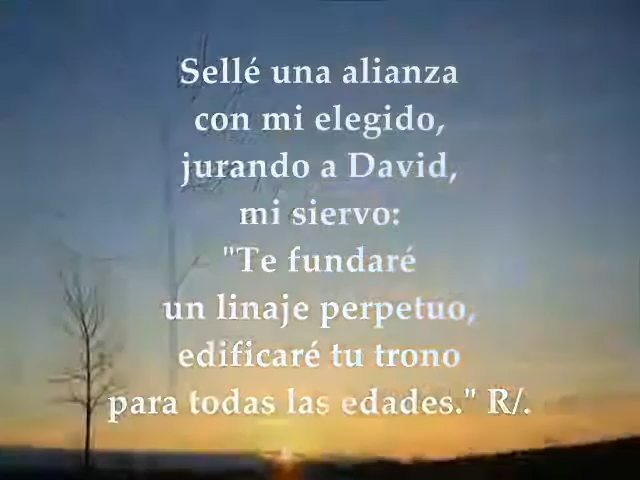 Sellé una alianza
con mi elegido,
jurando a David,
mi siervo:
"Te fundaré
un linaje perpetuo,
edificaré tu trono
para todas las edades." R/.